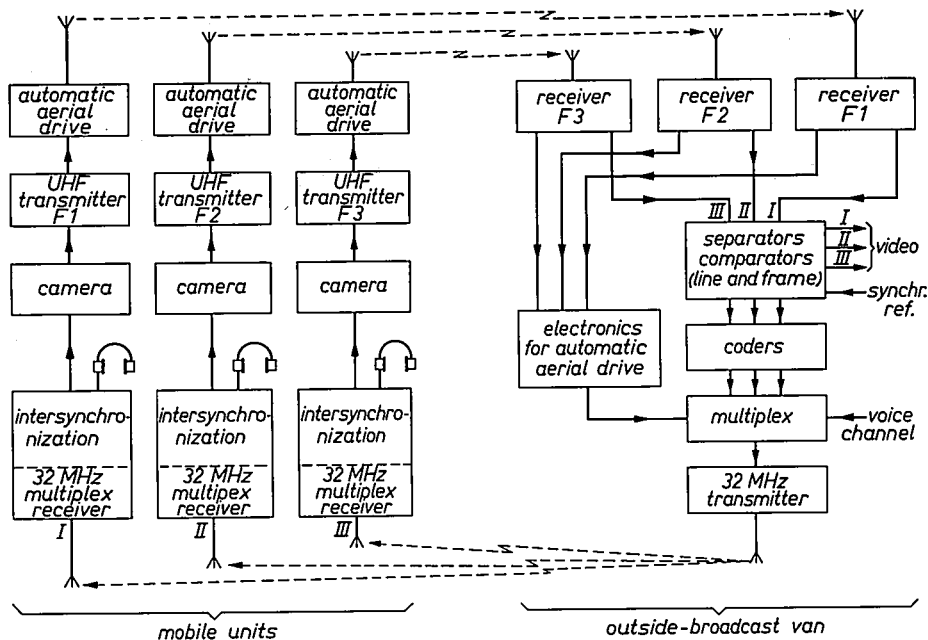 automatic
aerial
drive
automatic
aerial
drive
automatic
aerial
drive
receiver
F3
receiver
F2
receiver
F1
UHF
transmitter
F1
UHF
transmitter
F2
UHF
transmitter
F3
III
II
I
separators
comparators
(line and frame)
I
II
III
video
synchr.
ref.
camera
camera
camera
electronics
for automatic
aerial drive
coders
intersynchro-
nization
32 MHz
multiplex
receiver
I
intersynchro-
nization
32 MHz
multipex
receiver
II
intersynchro-
nization
32 MHz
multiplex
receiver
III
multiplex
voice
channel
32 MHz
transmitter
mobile units
outside-broadcast van